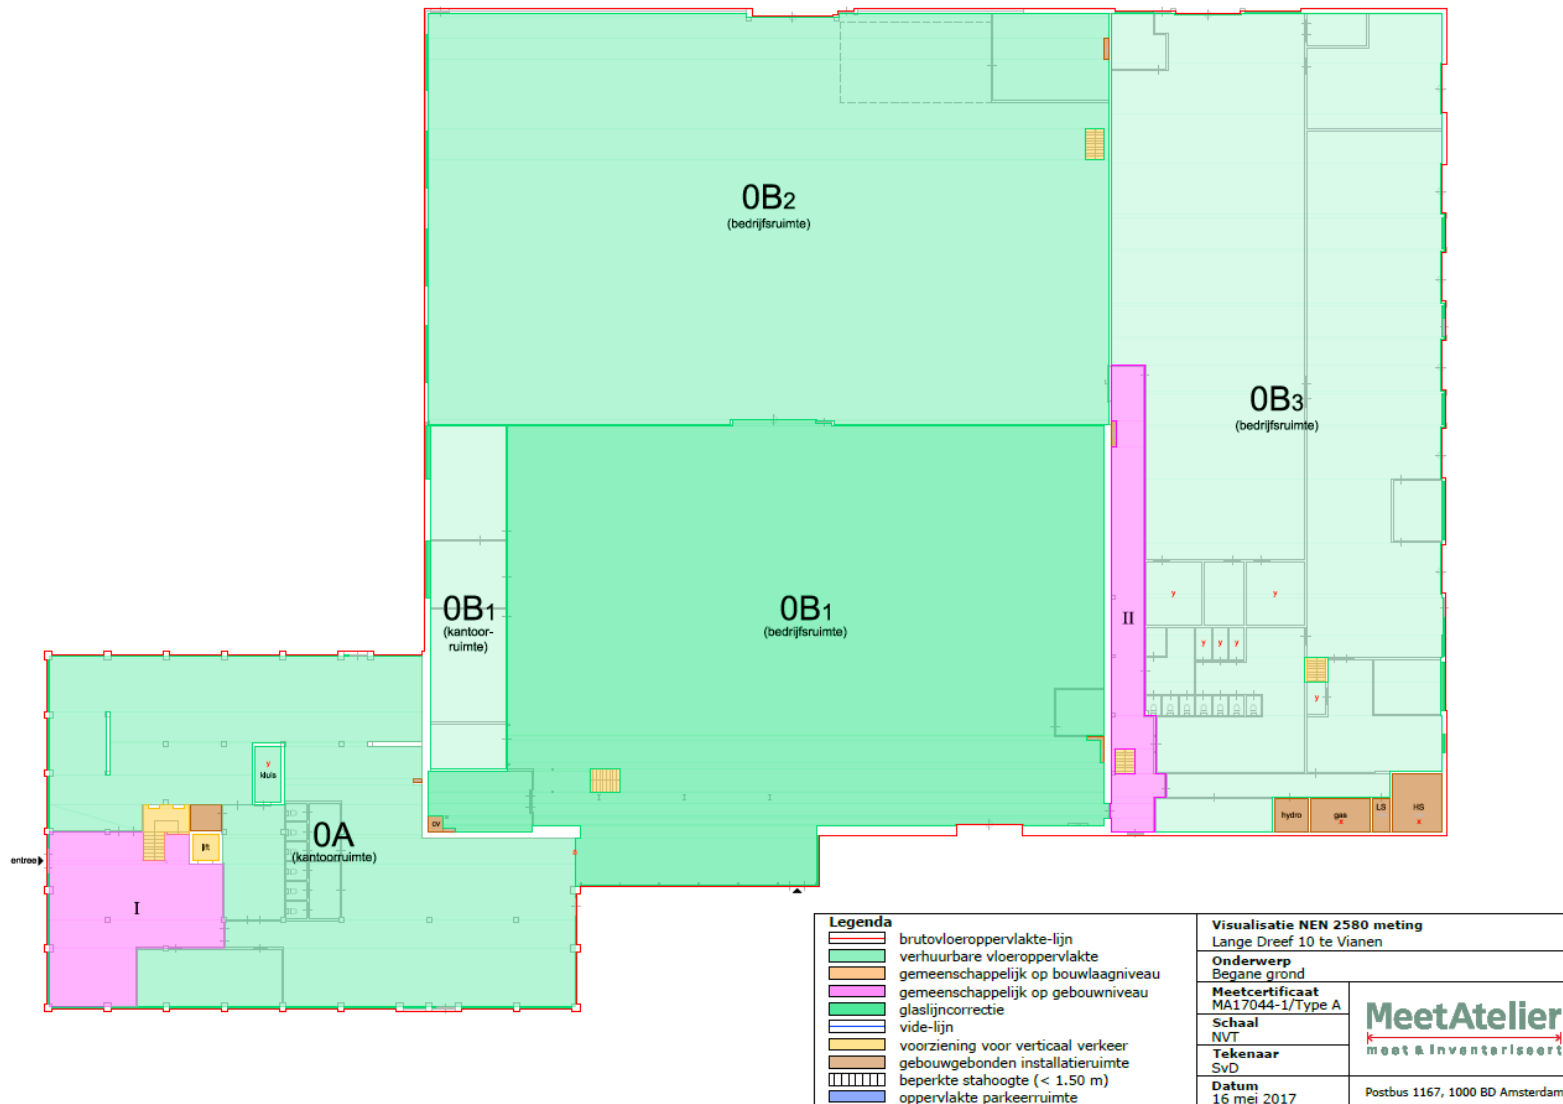 0B2
(bedrijfsruimte)
0B3
(bedrijfsruimte)
0B1
(kantoor-
ruimte)
0B1
(bedrijfsruimte)
II
y
y
y
y
y
y
y
kluis
0A
(kantoorruimte)
lift
entree
I
cv
hydro
gas
x
LS
HS
x
Legenda
brutovloeroppervlakte-lijn
verhuurbare vloeroppervlakte
gemeenschappelijk op bouwlaagniveau
gemeenschappelijk op gebouwniveau
glaslijncorrectie
vide-lijn
voorziening voor verticaal verkeer
gebouwgebonden installatieruimte
beperkte stahoogte (< 1.50 m)
oppervlakte parkeerruimte
Visualisatie NEN 2580 meting
Lange Dreef 10 te Vianen
Onderwerp
Begane grond
Meetcertificaat
MA17044-1/Type A
Schaal
NVT
Tekenaar
SvD
Datum
16 mei 2017
MeetAtelier
meet & inventariseert
Postbus 1167, 1000 BD Amsterdam